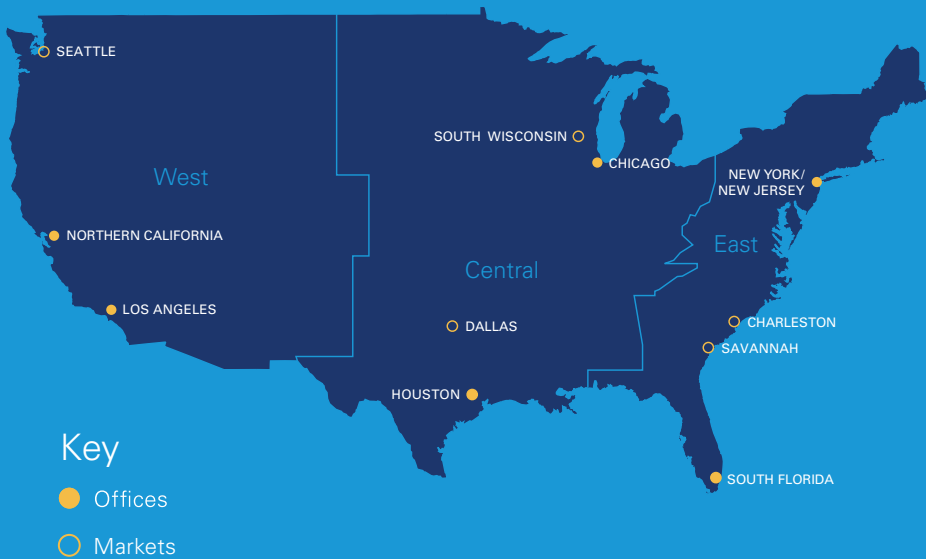 SEATTLE
SOUTH WISCONSIN
CHICAGO
NEW YORK/
NEW JERSEY
West
NORTHERN CALIFORNIA
East
Central
LOS ANGELES
DALLAS
CHARLESTON
SAVANNAH
HOUSTON
Key
SOUTH FLORIDA
Offices
Markets